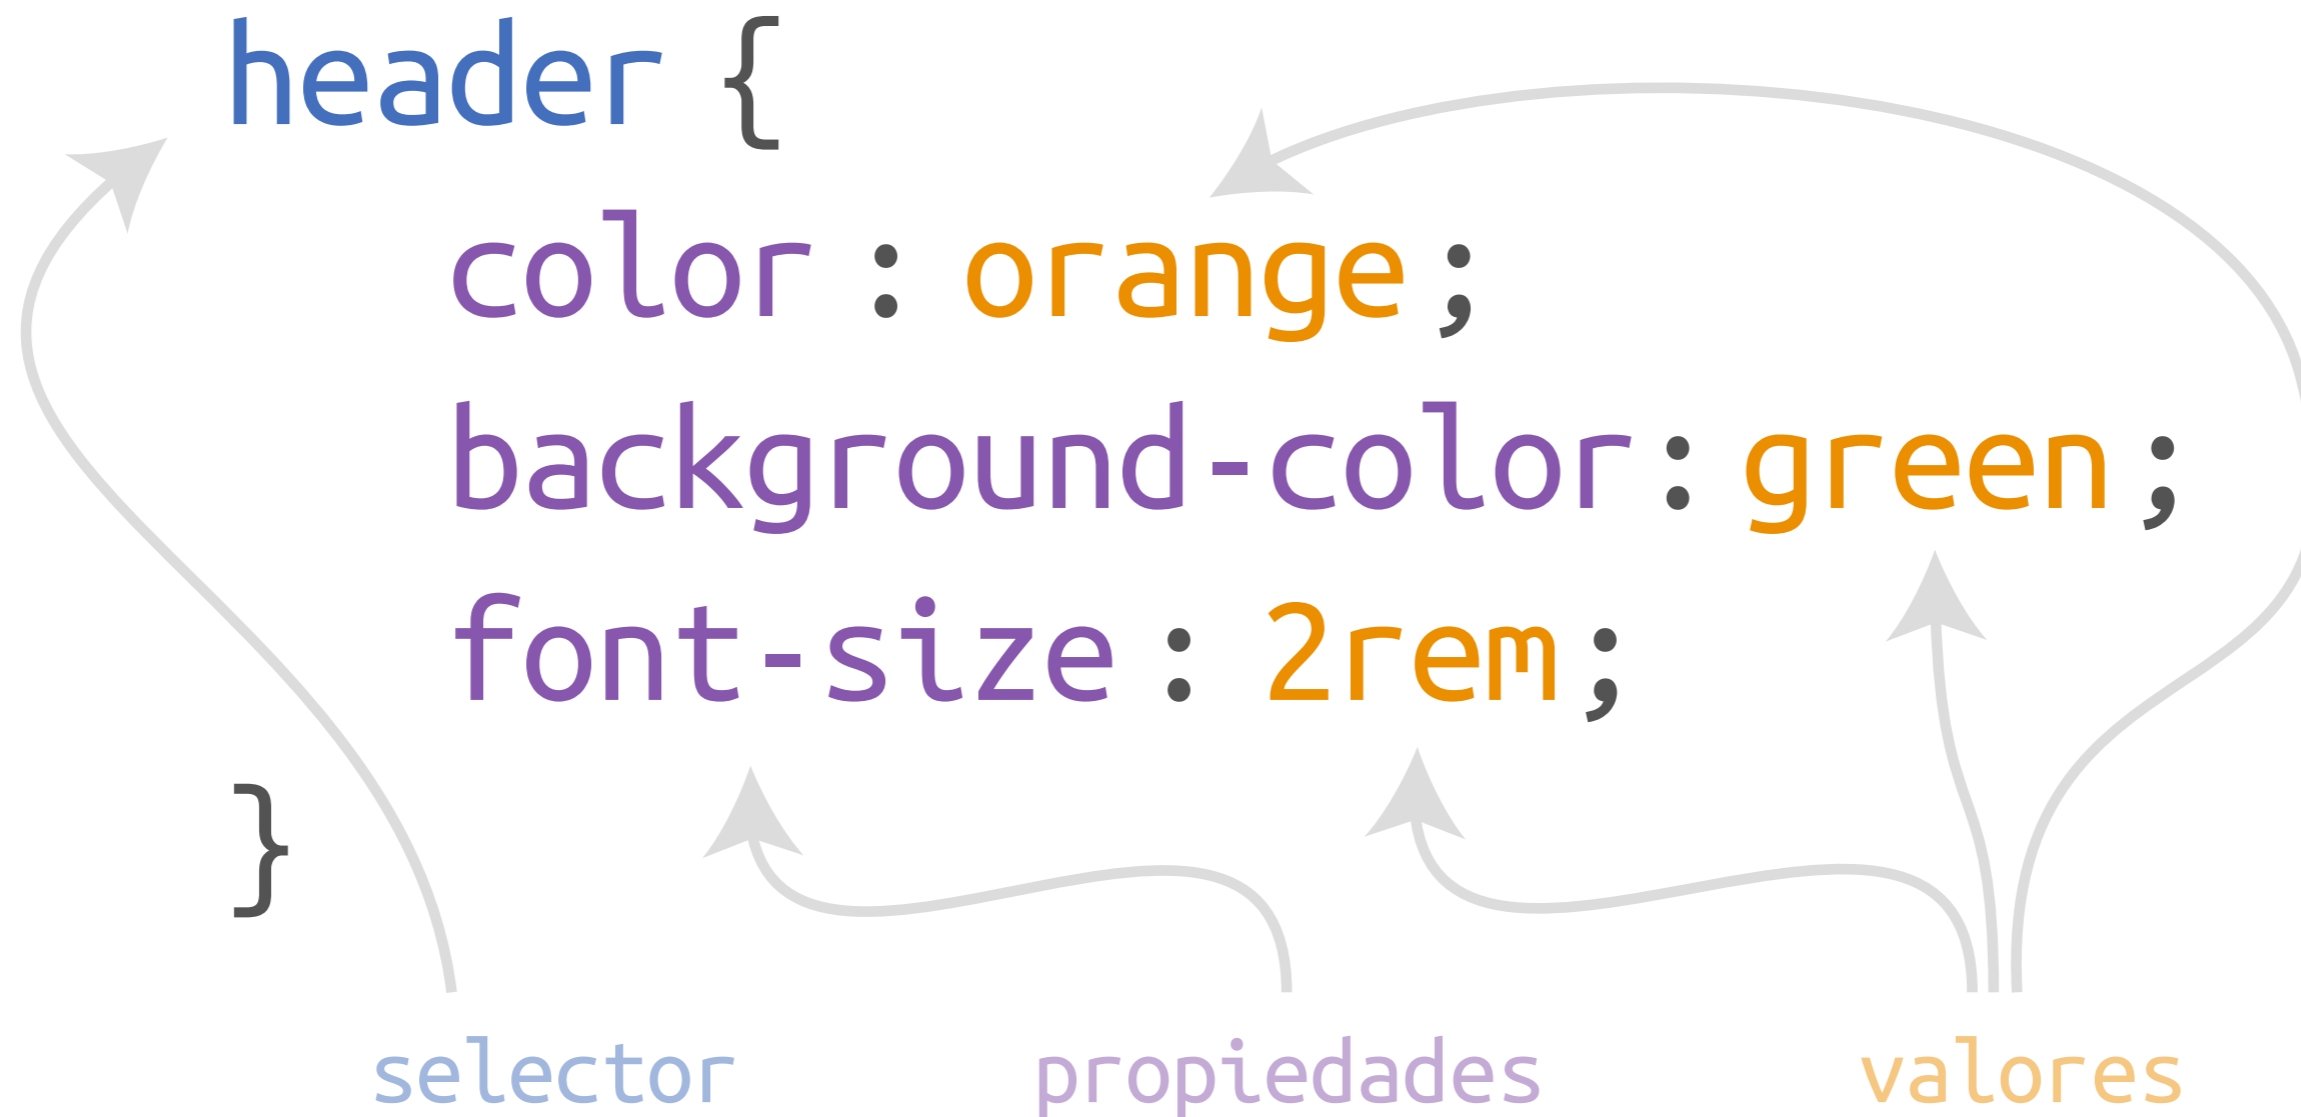 header {
color : orange ;
background-color : green ;
font-size : 2rem ;
}
selector propiedades valores